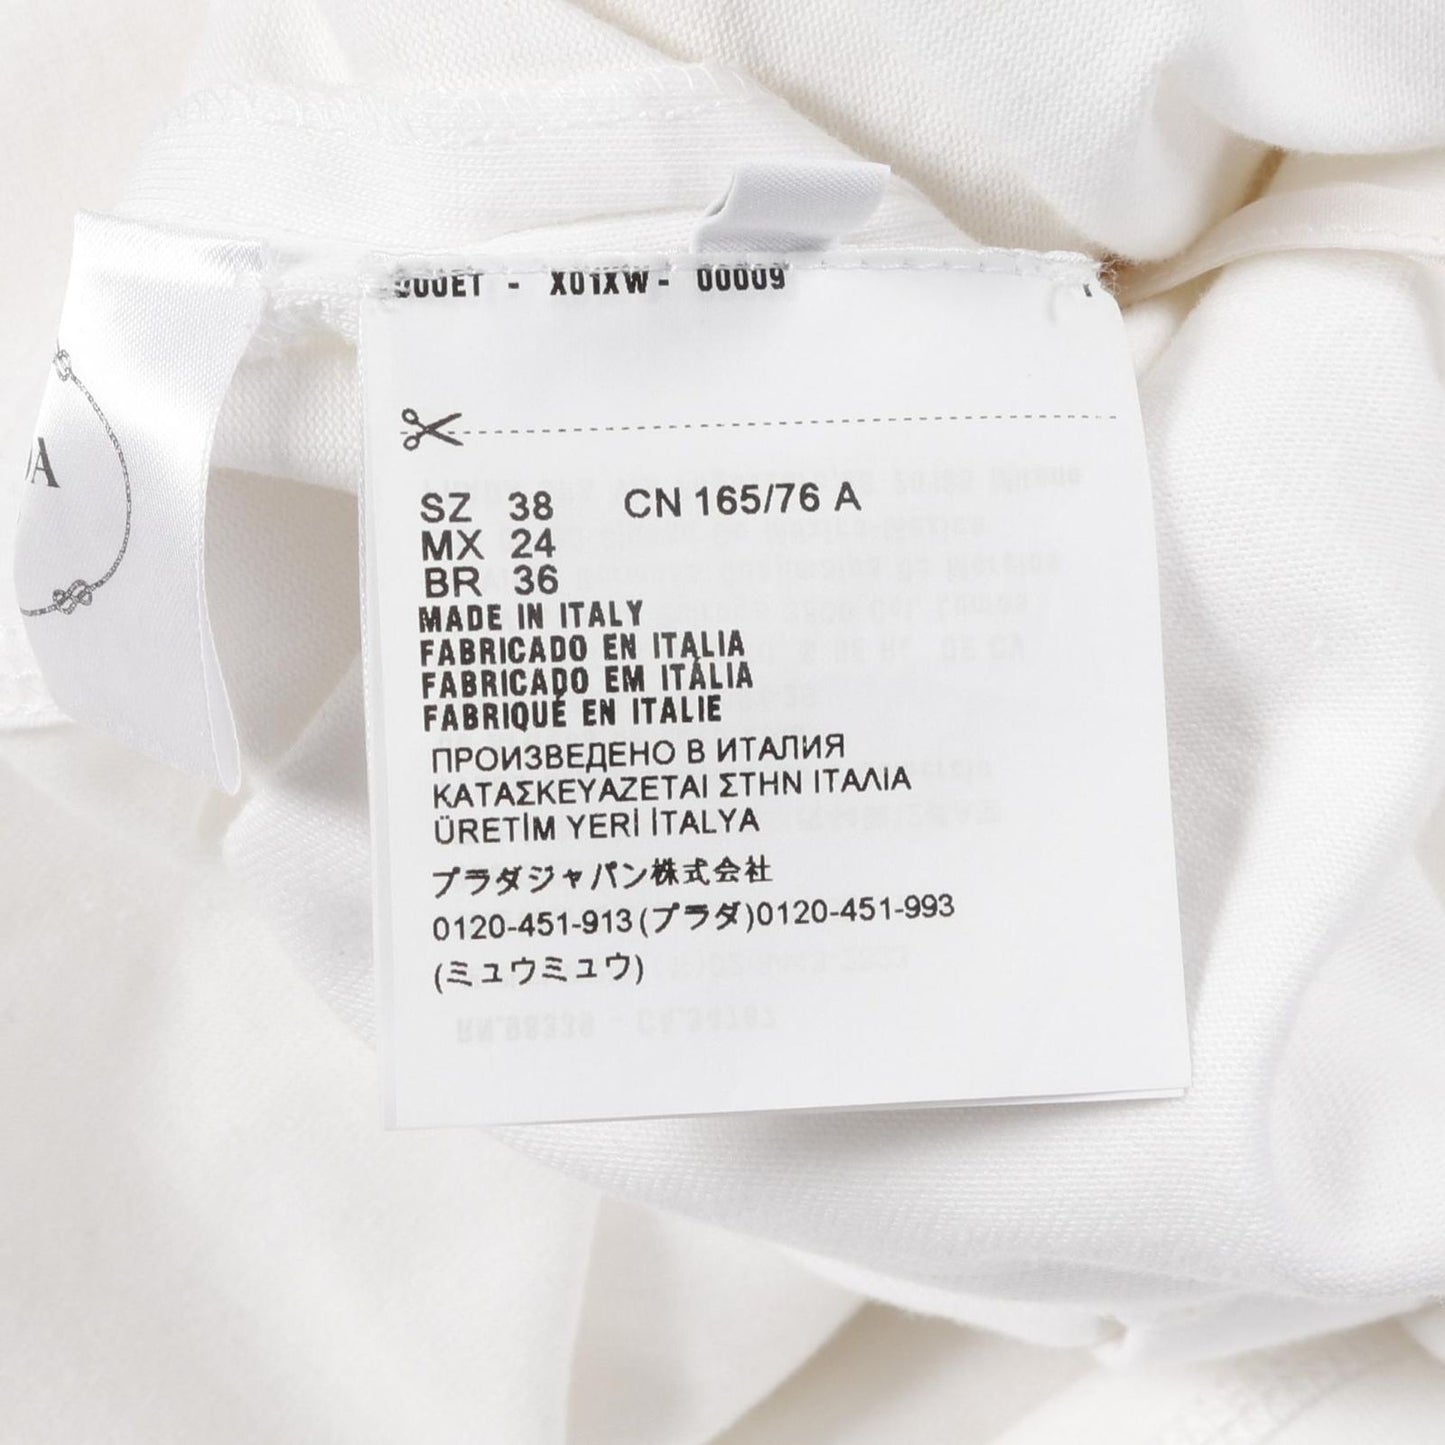 X01XW - 00009
SZ 38 CN 165/76 A
MX 24
BR 36
MADE IN ITALY
FABRICADO EN ITALIA
FABRICADO EM ITÁLIA
FABRIQUÉ EN ITALIE
ПРОИЗВЕДЕНО В ИТАЛИЯ
ΚΑΤΑΣΚΕΥΑΖΕΤΑΙ ΣΤΗΝ ΙΤΑΛΙΑ
ÜRETİM YERİ İTALYA
プラダジャパン株式会社
0120-451-913(プラダ)0120-451-993
(ミュウミュウ)